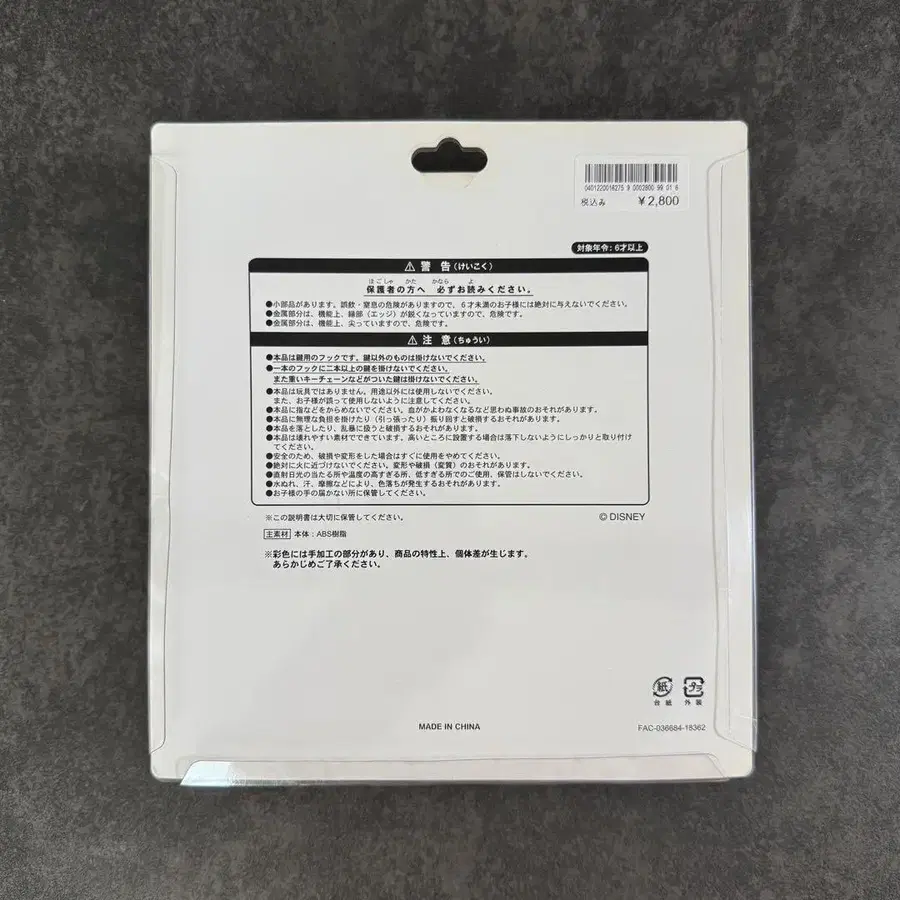 0401220018275 9 0002800 99 01 6
税込み ￥2,800
対象年令：6才以上
⚠ 警告（けいこく）
ほごしゃ かた かなら よ
保護者の方へ 必ずお読みください。
●小部品があります。誤飲・窒息の危険がありますので、６才未満のお子様には絶対に与えないでください。
●金属部分は、機能上、縁部（エッジ）が鋭くなっていますので、危険です。
●金属部分は、機能上、尖っていますので、危険です。
⚠ 注意（ちゅうい）
●本品は鍵用のフックです。鍵以外のものは掛けないでください。
●一本のフックに二本以上の鍵を掛けないでください。
また重いキーチェーンなどがついた鍵は掛けないでください。
●本品は玩具ではありません。用途以外には使用しないでください。
また、お子様が誤って使用しないように注意してください。
●本品に指などをからめないでください。血がかよわなくなるなど思わぬ事故のおそれがあります。
●本品に無理な負担を掛けたり（引っ張ったり）振り回すと破損するおそれがあります。
●本品を落としたり、乱暴に扱うと破損するおそれがあります。
●本品は壊れやすい素材でできています。高いところに設置する場合は落下しないようにしっかりと取り付け
てください。
●安全のため、破損や変形をした場合はすぐに使用をやめてください。
●絶対に火に近づけないでください。変形や破損（変質）のおそれがあります。
●直射日光の当たる所や温度の高すぎる所、低すぎる所でのご使用、保管はしないでください。
●水ぬれ、汗、摩擦などにより、色落ちが発生するおそれがあります。
●お子様の手の届かない所に保管してください。
※この説明書は大切に保管してください。
© DISNEY
主素材 本体：ABS樹脂
※彩色には手加工の部分があり、商品の特性上、個体差が生じます。
あらかじめご了承ください。
紙 プラ
台紙 外装
MADE IN CHINA
FAC-036684-18362